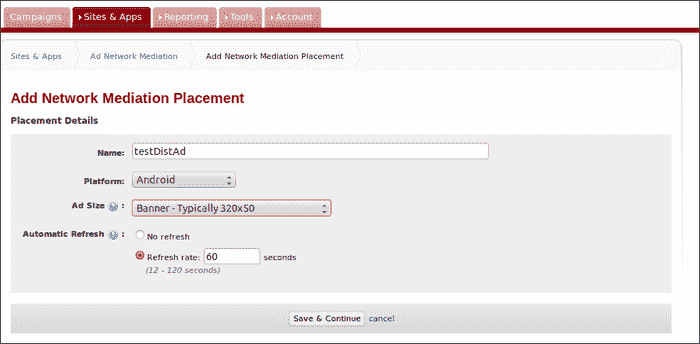 Campaigns Sites & Apps Reporting Tools Account
Sites & Apps Ad Network Mediation Add Network Mediation Placement
Add Network Mediation Placement
Placement Details
Name: testDistAd
Platform: Android
Ad Size ? : Banner - Typically 320x50
Automatic Refresh ? : No refresh
Refresh rate: 60 seconds
(12 - 120 seconds)
Save & Continue cancel